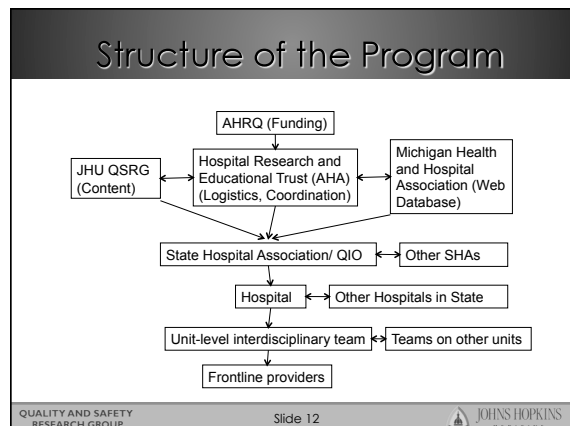 Structure of the Program
AHRQ (Funding)
JHU QSRG
(Content)
Hospital Research and
Educational Trust (AHA)
(Logistics, Coordination)
Michigan Health and
Hospital Association (Web
Database)
State Hospital Association/ QIO
Other SHAs
Hospital
Other Hospitals in State
Unit-level interdisciplinary team
Teams on other units
Frontline providers
QUALITY AND SAFETY
RESEARCH GROUP
Slide 12
JOHNS HOPKINS